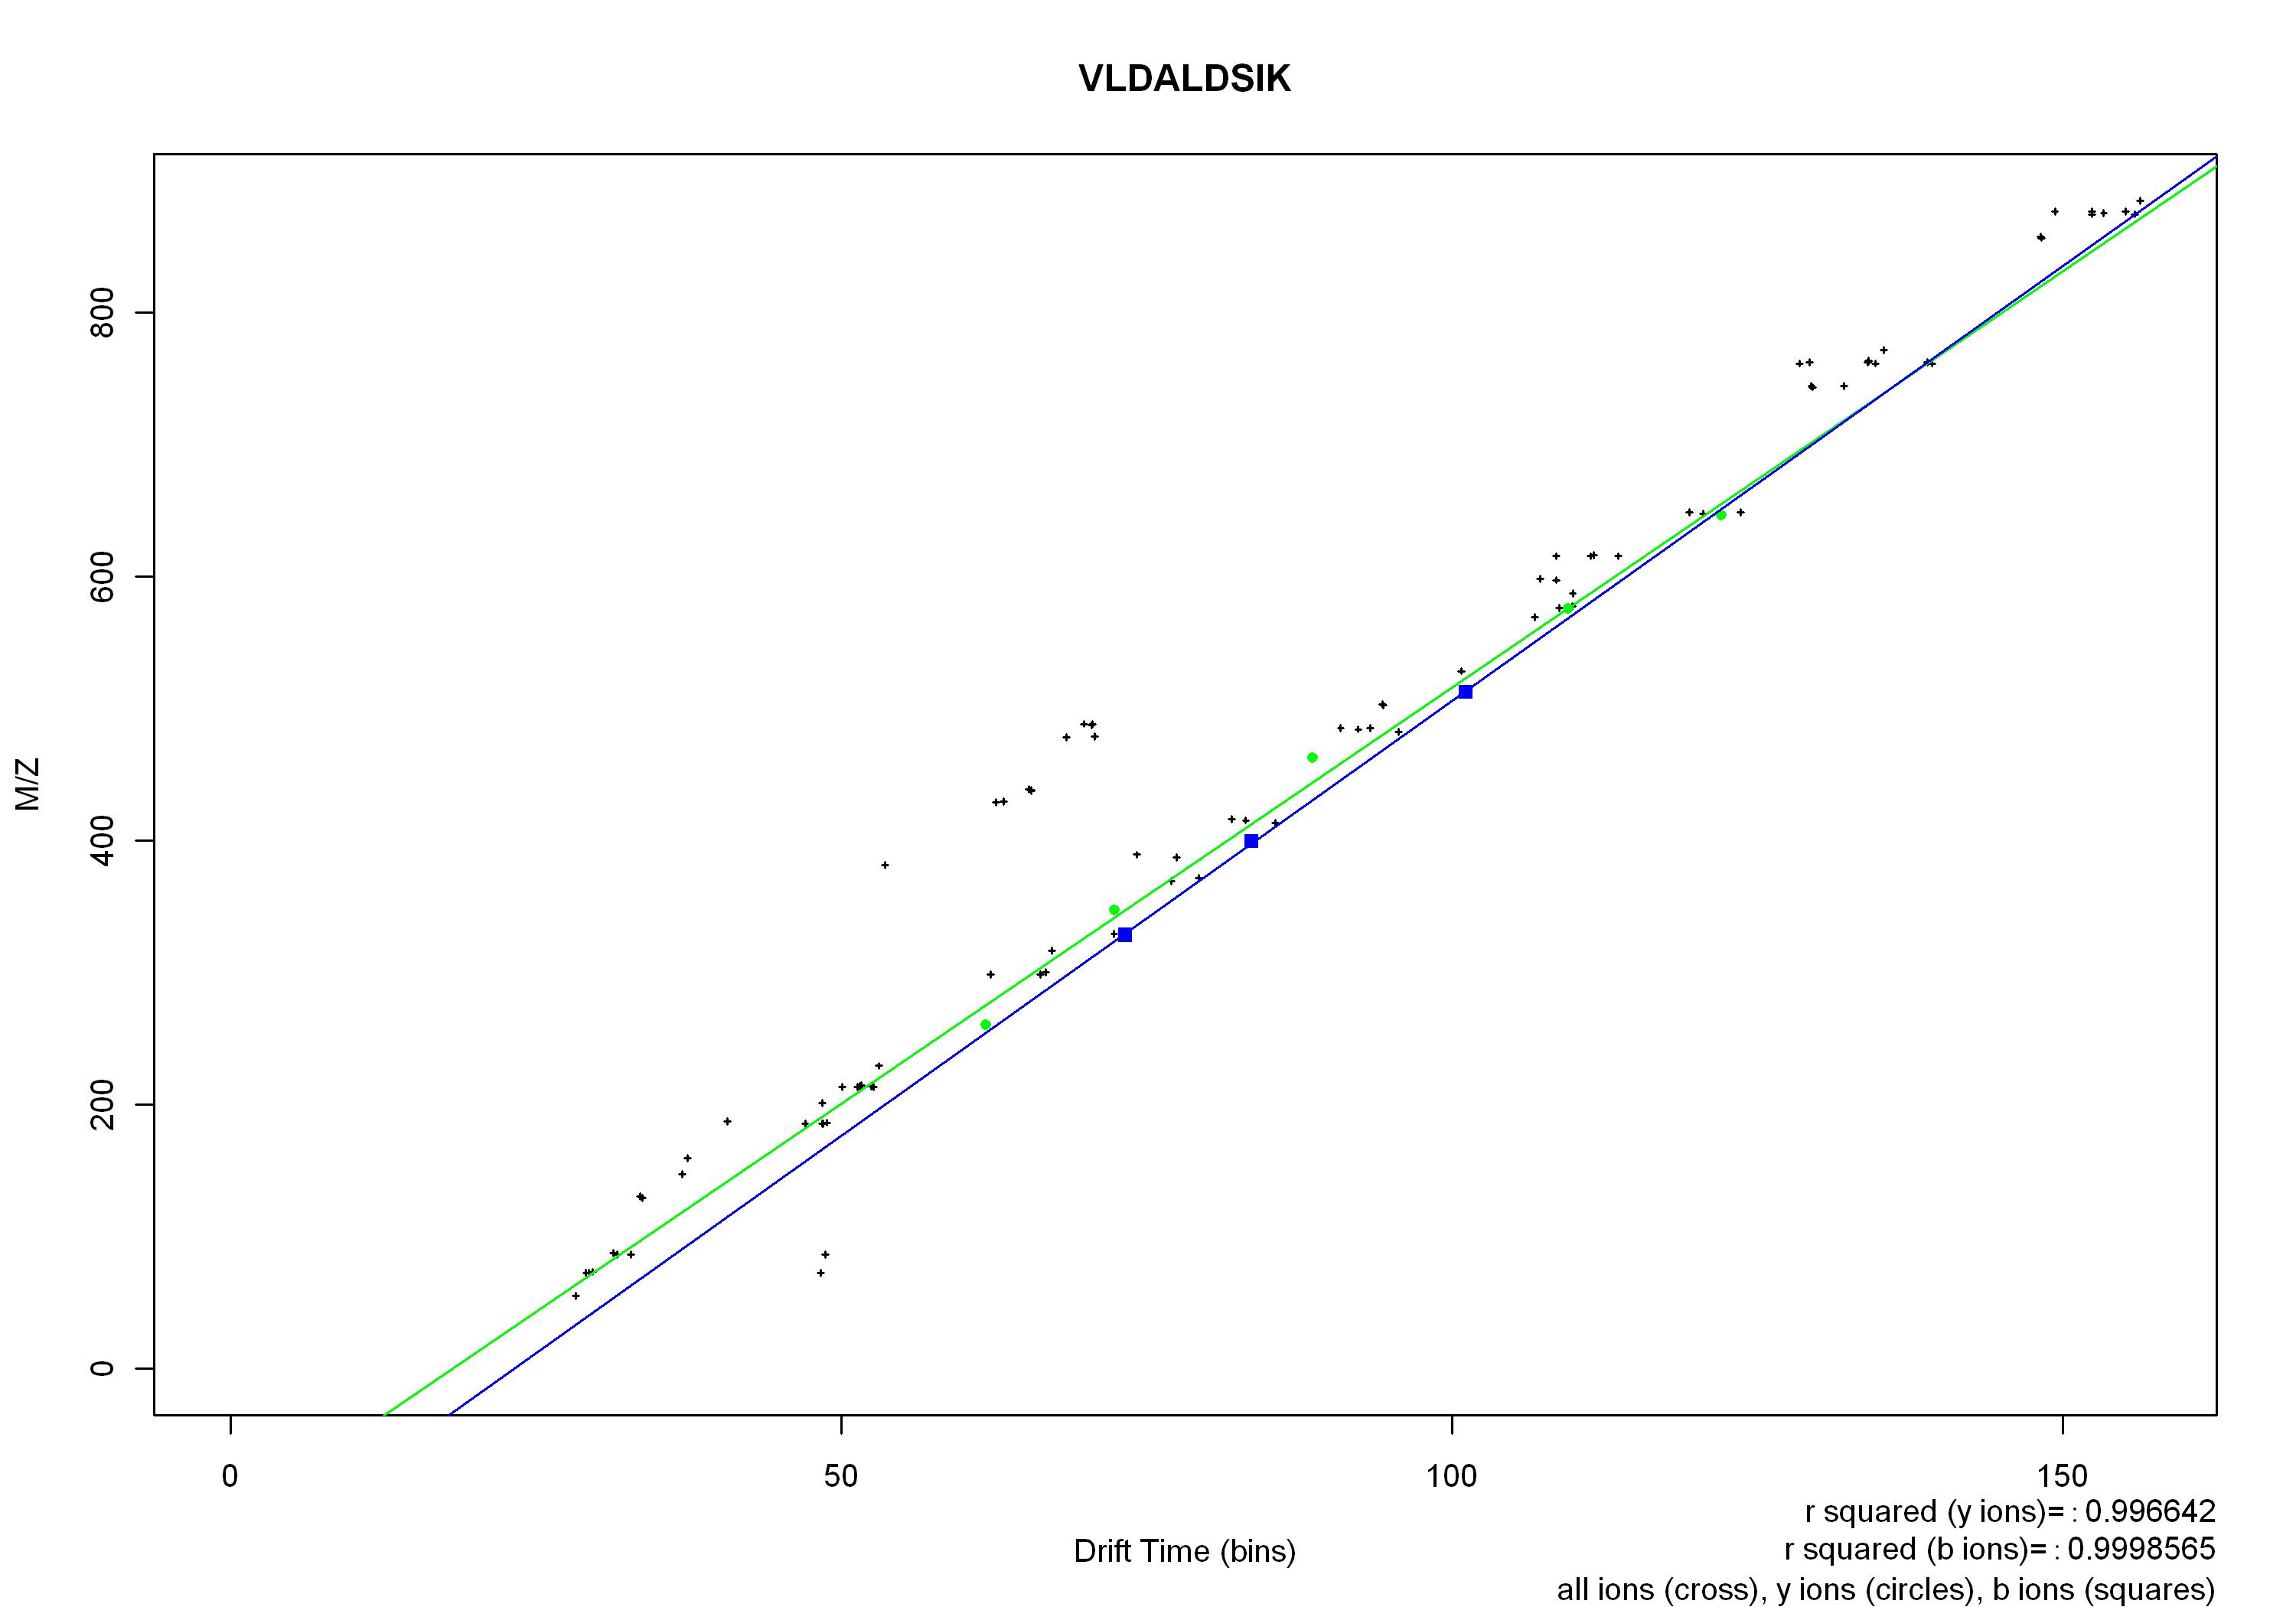 VLDALDSIK
800
600
400
200
0
M/Z
0 50 100 150
Drift Time (bins)
r squared (y ions)= : 0.996642
r squared (b ions)= : 0.9998565
all ions (cross), y ions (circles), b ions (squares)